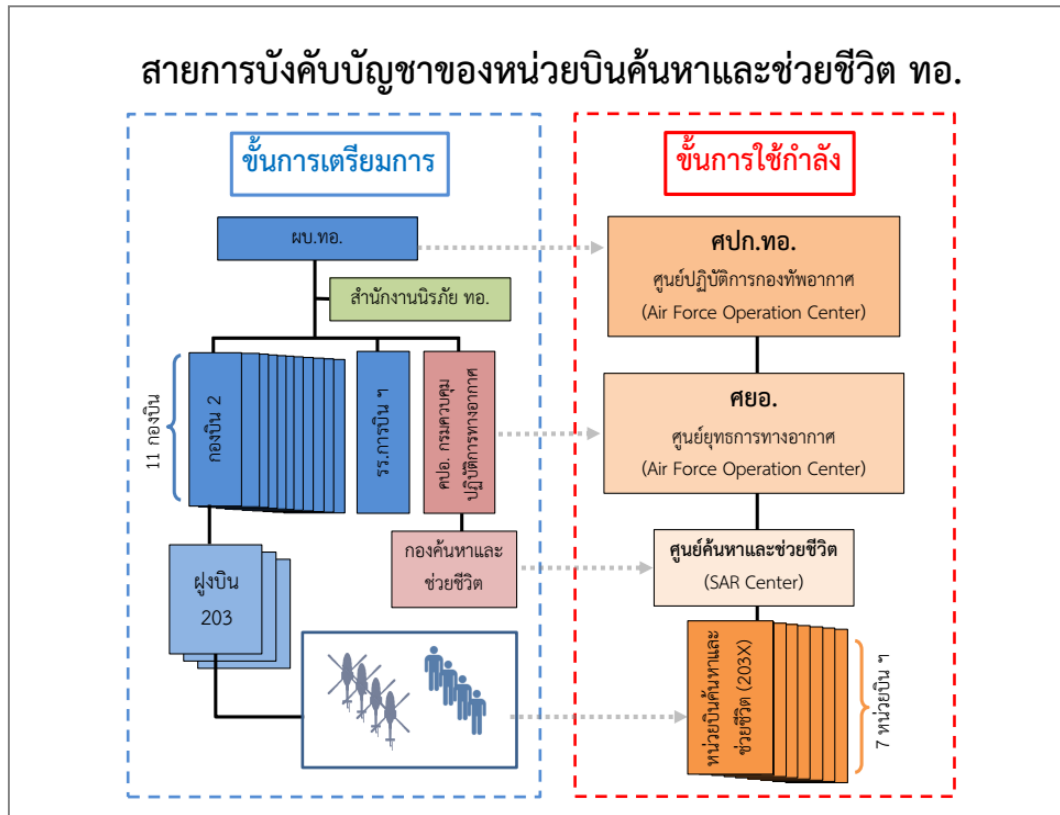 สายการบังคับบัญชาของหน่วยบินค้นหาและช่วยชีวิต ทอ.
ขั้นการเตรียมการ
ผบ.ทอ.
สำนักงานนิรภัย ทอ.
11 กองบิน
กองบิน 2
รร.การบิน ฯ
คปอ. กรมควบคุม
ปฏิบัติการทางอากาศ
กองค้นหาและ
ช่วยชีวิต
ฝูงบิน
203
ขั้นการใช้กำลัง
ศปก.ทอ.
ศูนย์ปฏิบัติการกองทัพอากาศ
(Air Force Operation Center)
ศยอ.
ศูนย์ยุทธการทางอากาศ
(Air Force Operation Center)
ศูนย์ค้นหาและช่วยชีวิต
(SAR Center)
หน่วยบินค้นหาและ
ช่วยชีวิต (203X)
7 หน่วยบิน ฯ